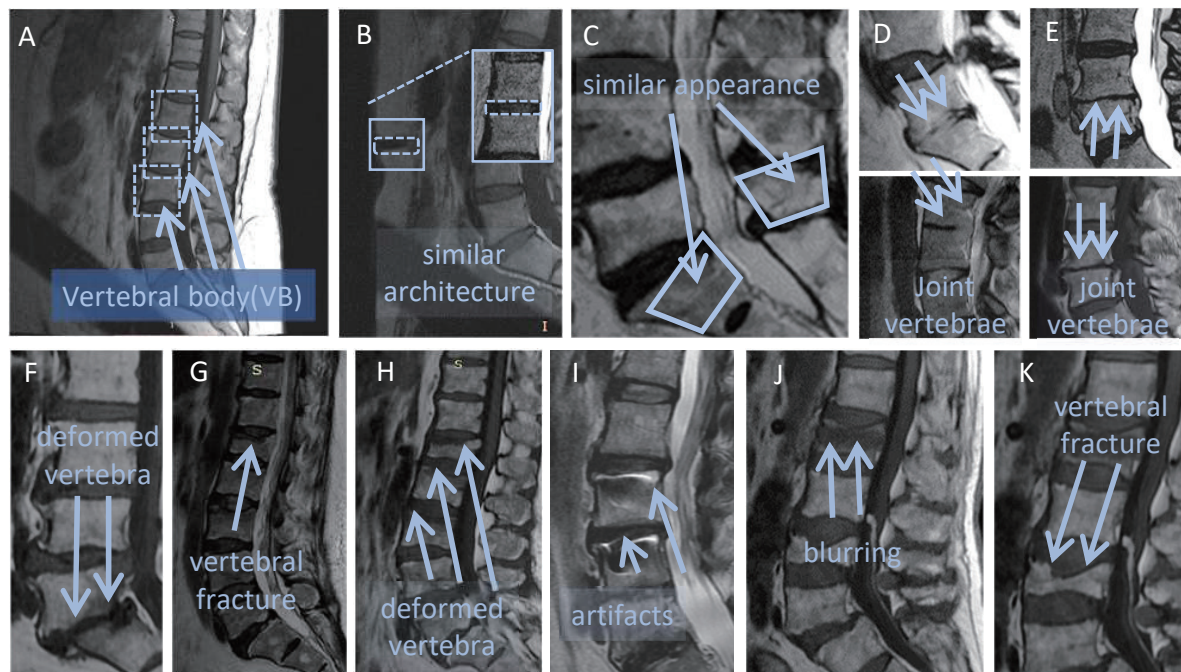 A
S
Vertebral body(VB)
I
B
similar
architecture
I
C
similar appearance
D
Joint
vertebrae
E
joint
vertebrae
F
deformed
vertebra
G
S
vertebral
fracture
H
S
deformed
vertebra
I
artifacts
J
blurring
K
vertebral
fracture